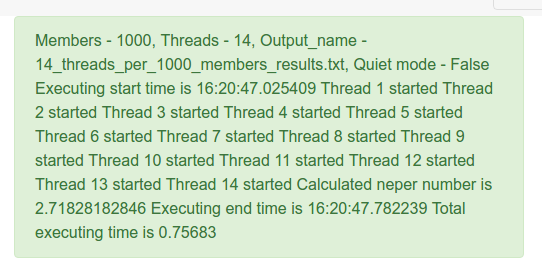 Members - 1000, Threads - 14, Output_name -
14_threads_per_1000_members_results.txt, Quiet mode - False
Executing start time is 16:20:47.025409 Thread 1 started Thread
2 started Thread 3 started Thread 4 started Thread 5 started
Thread 6 started Thread 7 started Thread 8 started Thread 9
started Thread 10 started Thread 11 started Thread 12 started
Thread 13 started Thread 14 started Calculated neper number is
2.71828182846 Executing end time is 16:20:47.782239 Total
executing time is 0.75683